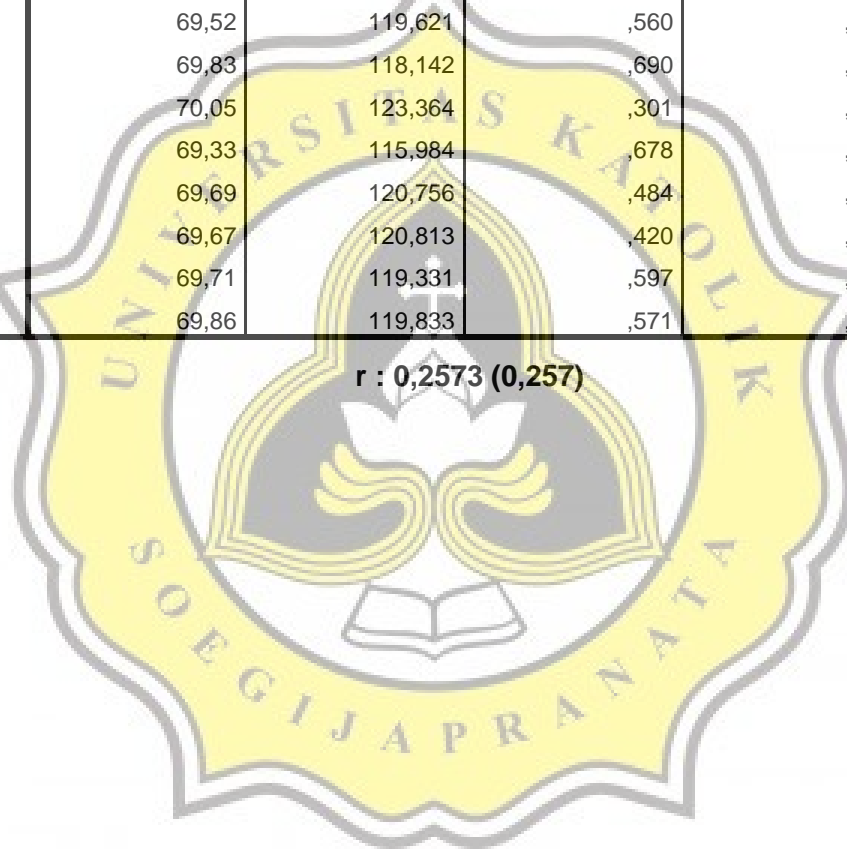 69,52 119,621 ,560 ,
69,83 118,142 ,690 ,
70,05 123,364 ,301 ,
69,33 115,984 ,678 ,
69,69 120,756 ,484 ,
69,67 120,813 ,420 ,
69,71 119,331 ,597 ,
69,86 119,833 ,571 ,
r : 0,2573 (0,257)
UNIVERSITAS KATOLIK
SOEGIJAPRANATA